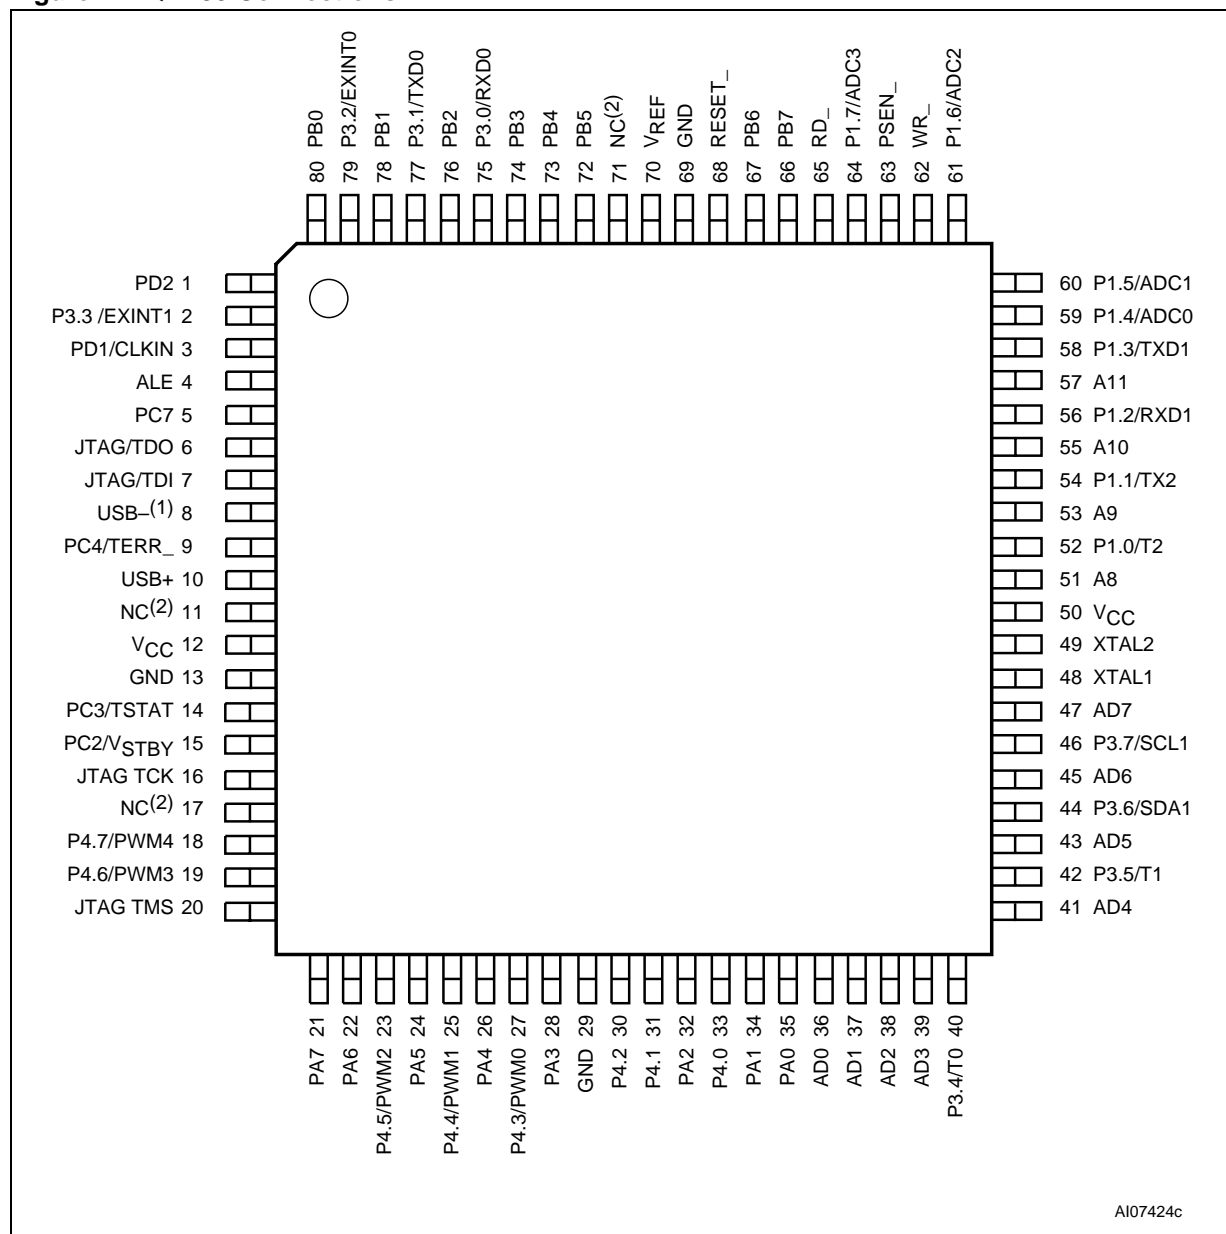 80 PB0
79 P3.2/EXINT0
78 PB1
77 P3.1/TXD0
76 PB2
75 P3.0/RXD0
74 PB3
73 PB4
72 PB5
71 NC(2)
70 VREF
69 GND
68 RESET_
67 PB6
66 PB7
65 RD_
64 P1.7/ADC3
63 PSEN_
62 WR_
61 P1.6/ADC2
PD2 1
P3.3 /EXINT1 2
PD1/CLKIN 3
ALE 4
PC7 5
JTAG/TDO 6
JTAG/TDI 7
USB–(1) 8
PC4/TERR_ 9
USB+ 10
NC(2) 11
VCC 12
GND 13
PC3/TSTAT 14
PC2/VSTBY 15
JTAG TCK 16
NC(2) 17
P4.7/PWM4 18
P4.6/PWM3 19
JTAG TMS 20
60 P1.5/ADC1
59 P1.4/ADC0
58 P1.3/TXD1
57 A11
56 P1.2/RXD1
55 A10
54 P1.1/TX2
53 A9
52 P1.0/T2
51 A8
50 VCC
49 XTAL2
48 XTAL1
47 AD7
46 P3.7/SCL1
45 AD6
44 P3.6/SDA1
43 AD5
42 P3.5/T1
41 AD4
PA7 21
PA6 22
P4.5/PWM2 23
PA5 24
P4.4/PWM1 25
PA4 26
P4.3/PWM0 27
PA3 28
GND 29
P4.2 30
P4.1 31
PA2 32
P4.0 33
PA1 34
PA0 35
AD0 36
AD1 37
AD2 38
AD3 39
P3.4/T0 40
AI07424c